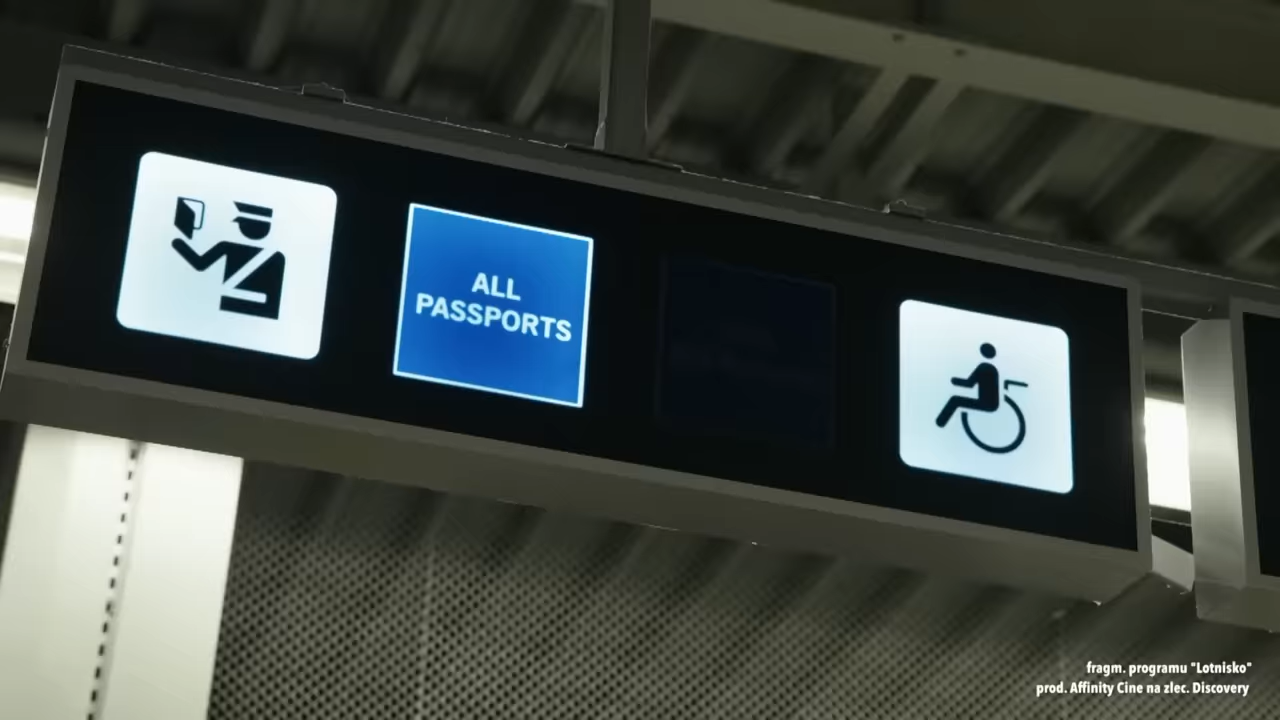 ALL
PASSPORTS
fragm. programu "Lotnisko"
prod. Affinity Cine na zlec. Discovery